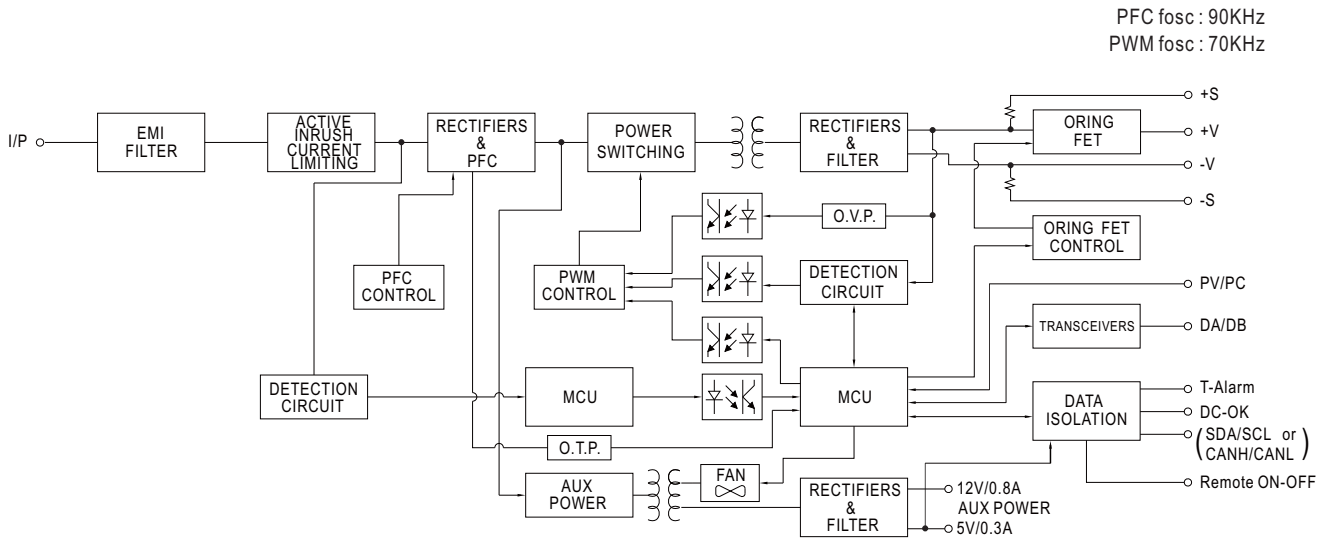 PFC fosc : 90KHz
PWM fosc : 70KHz
I/P
EMI
FILTER
ACTIVE
INRUSH
CURRENT
LIMITING
RECTIFIERS
&
PFC
POWER
SWITCHING
RECTIFIERS
&
FILTER
ORING
FET
+S
+V
-V
-S
O.V.P.
ORING FET
CONTROL
PFC
CONTROL
PWM
CONTROL
DETECTION
CIRCUIT
PV/PC
TRANSCEIVERS
DA/DB
DETECTION
CIRCUIT
MCU
MCU
DATA
ISOLATION
T-Alarm
DC-OK
(SDA/SCL or
CANH/CANL)
O.T.P.
AUX
POWER
FAN
RECTIFIERS
&
FILTER
12V/0.8A
AUX POWER
5V/0.3A
Remote ON-OFF